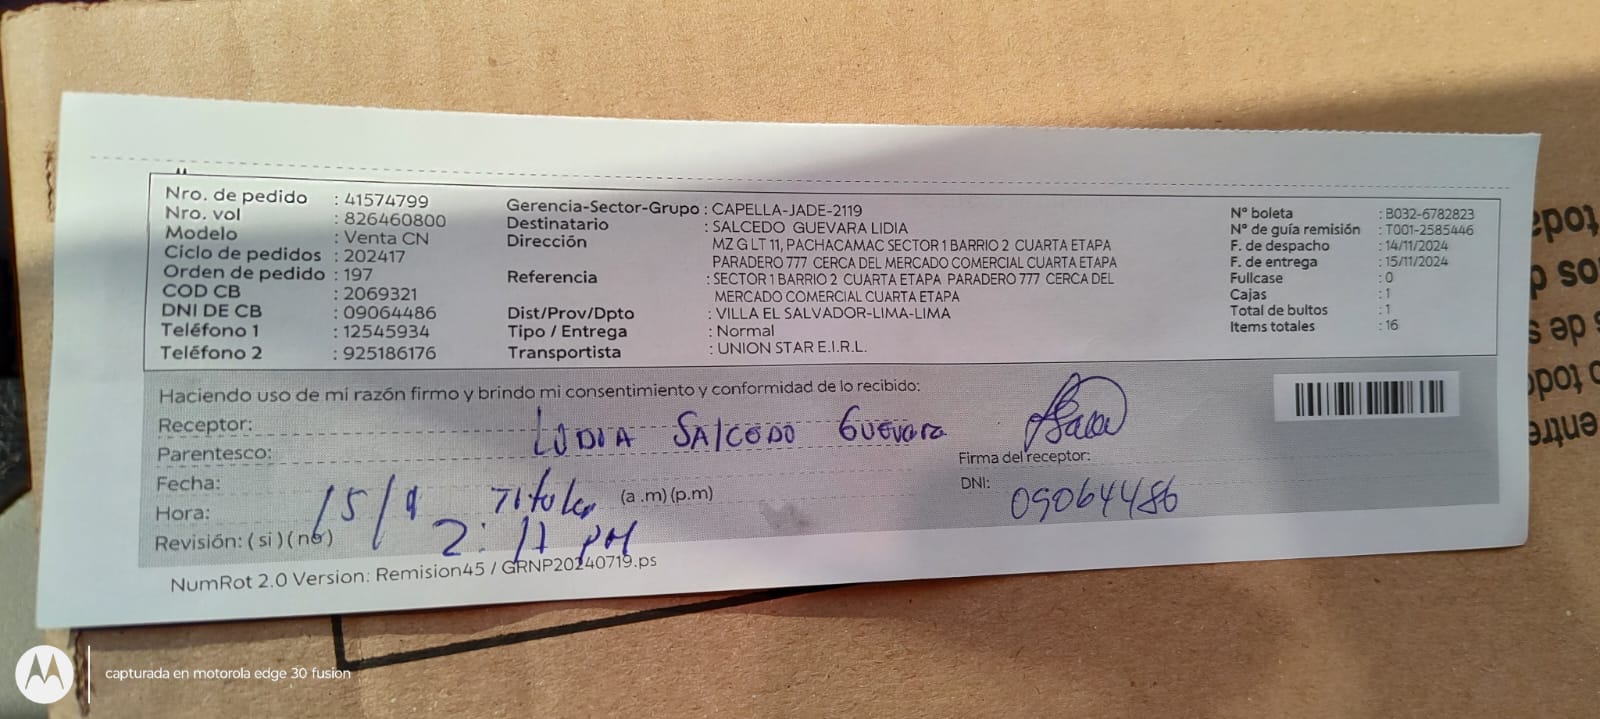 Nro. de pedido : 41574799
Nro. vol : 826460800
Modelo : Venta CN
Ciclo de pedidos : 202417
Orden de pedido : 197
COD CB : 2069321
DNI DE CB : 09064486
Teléfono 1 : 12545934
Teléfono 2 : 925186176
Gerencia-Sector-Grupo : CAPELLA-JADE-2119
Destinatario : SALCEDO GUEVARA LIDIA
Dirección MZ G LT 11, PACHACAMAC SECTOR 1 BARRIO 2 CUARTA ETAPA
PARADERO 777 CERCA DEL MERCADO COMERCIAL CUARTA ETAPA
Referencia : SECTOR 1 BARRIO 2 CUARTA ETAPA PARADERO 777 CERCA DEL
MERCADO COMERCIAL CUARTA ETAPA
Dist/Prov/Dpto : VILLA EL SALVADOR-LIMA-LIMA
Tipo / Entrega : Normal
Transportista : UNION STAR E.I.R.L.
N° boleta : B032-6782823
N° de guía remisión : T001-2585446
F. de despacho : 14/11/2024
F. de entrega : 15/11/2024
Fullcase : 0
Cajas : 1
Total de bultos : 1
Items totales : 16
Haciendo uso de mi razón firmo y brindo mi consentimiento y conformidad de lo recibido:
Receptor: LUDIA SALCEDO GUEVARA
Parentesco: Titular
Fecha: 15/11
Hora: 2:17 PM (a .m) (p.m)
Revisión: ( si ) ( no )
Firma del receptor:
DNI: 09064486
NumRot 2.0 Version: Remision45 / GRNP20240719.ps
capturada en motorola edge 30 fusion